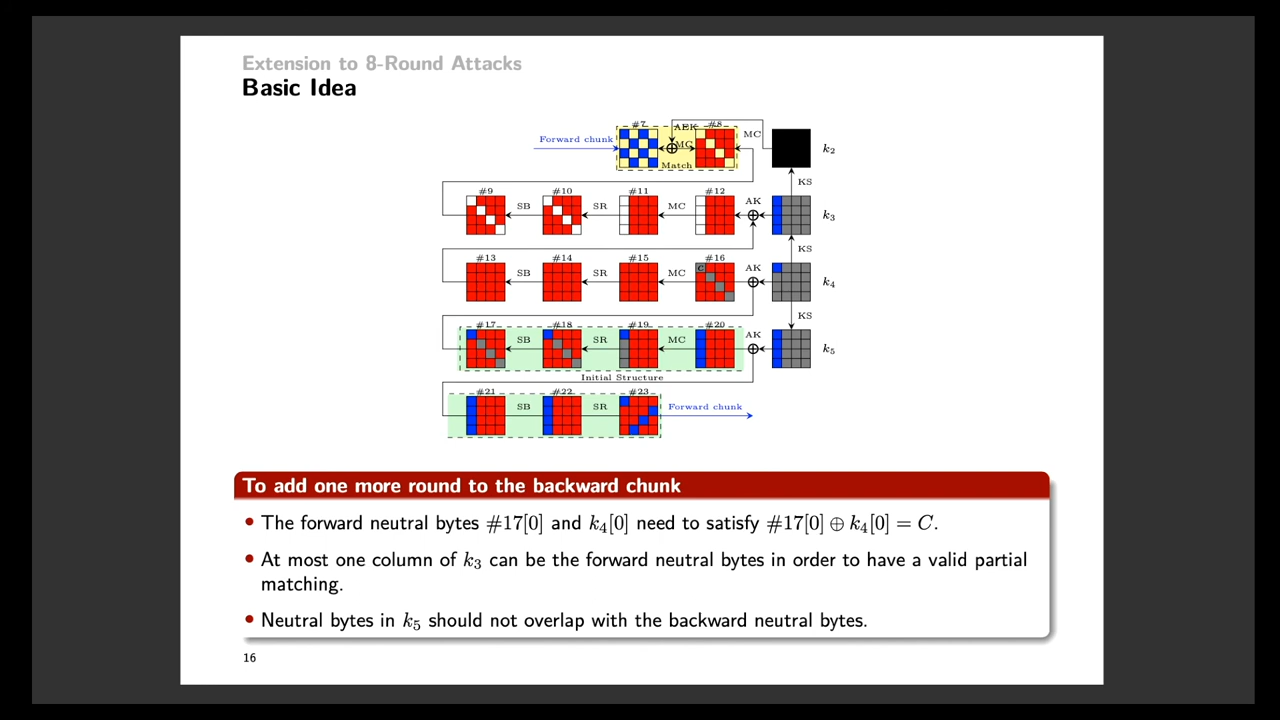 Extension to 8-Round Attacks
Basic Idea
#7 AEK #8
Forward chunk MC MC k₂
Match
KS
#9 #10 #11 #12
SB SR MC AK k₃
KS
#13 #14 #15 #16
SB SR MC C AK k₄
KS
#17 #18 #19 #20
SB SR MC AK k₅
Initial Structure
#21 #22 #23
SB SR Forward chunk
To add one more round to the backward chunk
• The forward neutral bytes #17[0] and k₄[0] need to satisfy #17[0] ⊕ k₄[0] = C.
• At most one column of k₃ can be the forward neutral bytes in order to have a valid partial
matching.
• Neutral bytes in k₅ should not overlap with the backward neutral bytes.
16